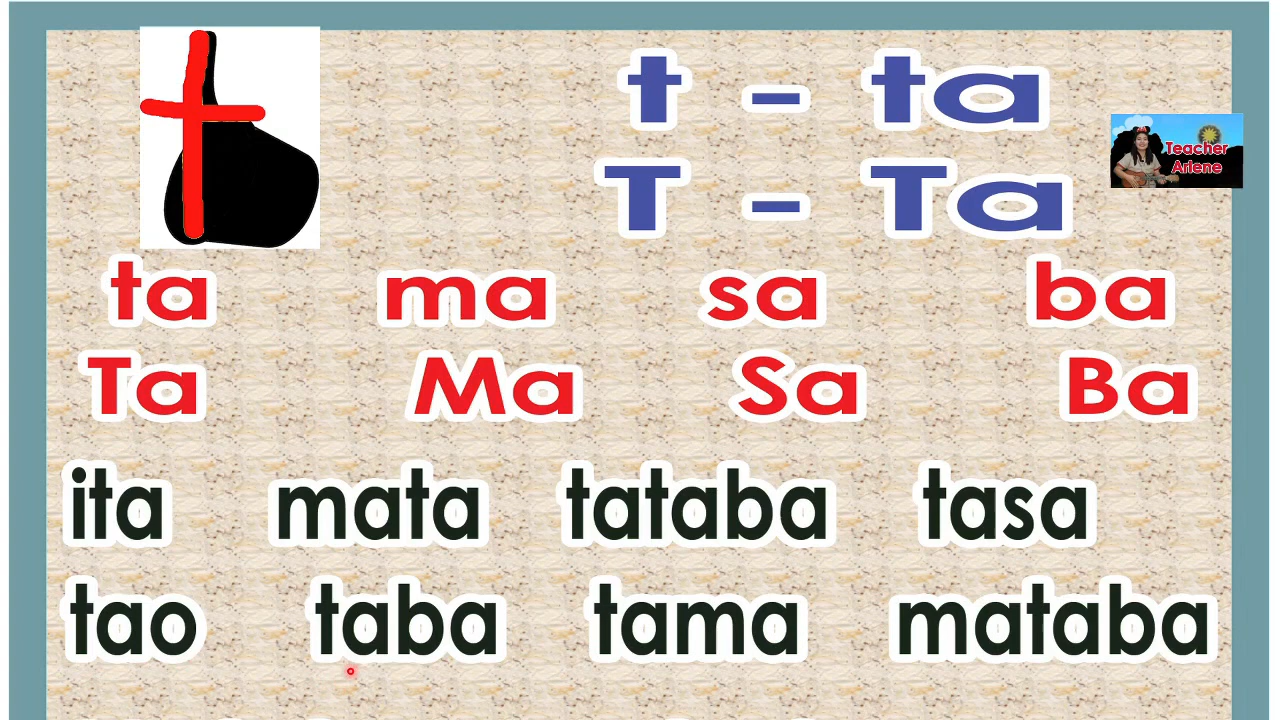 t
t - ta
T - Ta
Teacher
Arlene
ta ma sa ba
Ta Ma Sa Ba
ita mata tataba tasa
tao taba tama mataba